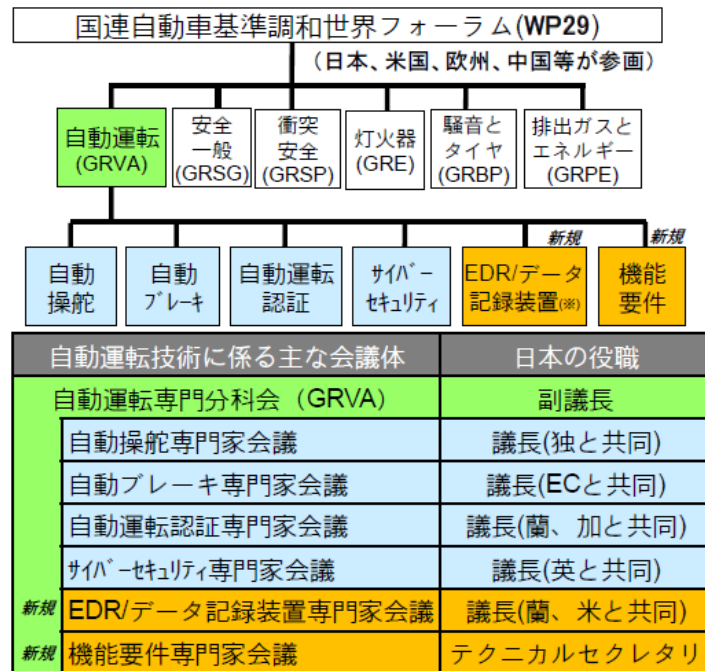 国連自動車基準調和世界フォーラム(WP29)
(日本、米国、欧州、中国等が参画)
自動運転
(GRVA)
安全
一般
(GRSG)
衝突
安全
(GRSP)
灯火器
(GRE)
騒音と
タイヤ
(GRBP)
排出ガスと
エネルギー
(GRPE)
自動
操舵
自動
ブレーキ
自動運転
認証
サイバー
セキュリティ
新規
EDR/データ
記録装置(※)
新規
機能
要件
自動運転技術に係る主な会議体 日本の役職
自動運転専門分科会(GRVA) 副議長
自動操舵専門家会議 議長(独と共同)
自動ブレーキ専門家会議 議長(ECと共同)
自動運転認証専門家会議 議長(蘭、加と共同)
サイバーセキュリティ専門家会議 議長(英と共同)
新規 EDR/データ記録装置専門家会議 議長(蘭、米と共同)
新規 機能要件専門家会議 テクニカルセクレタリ